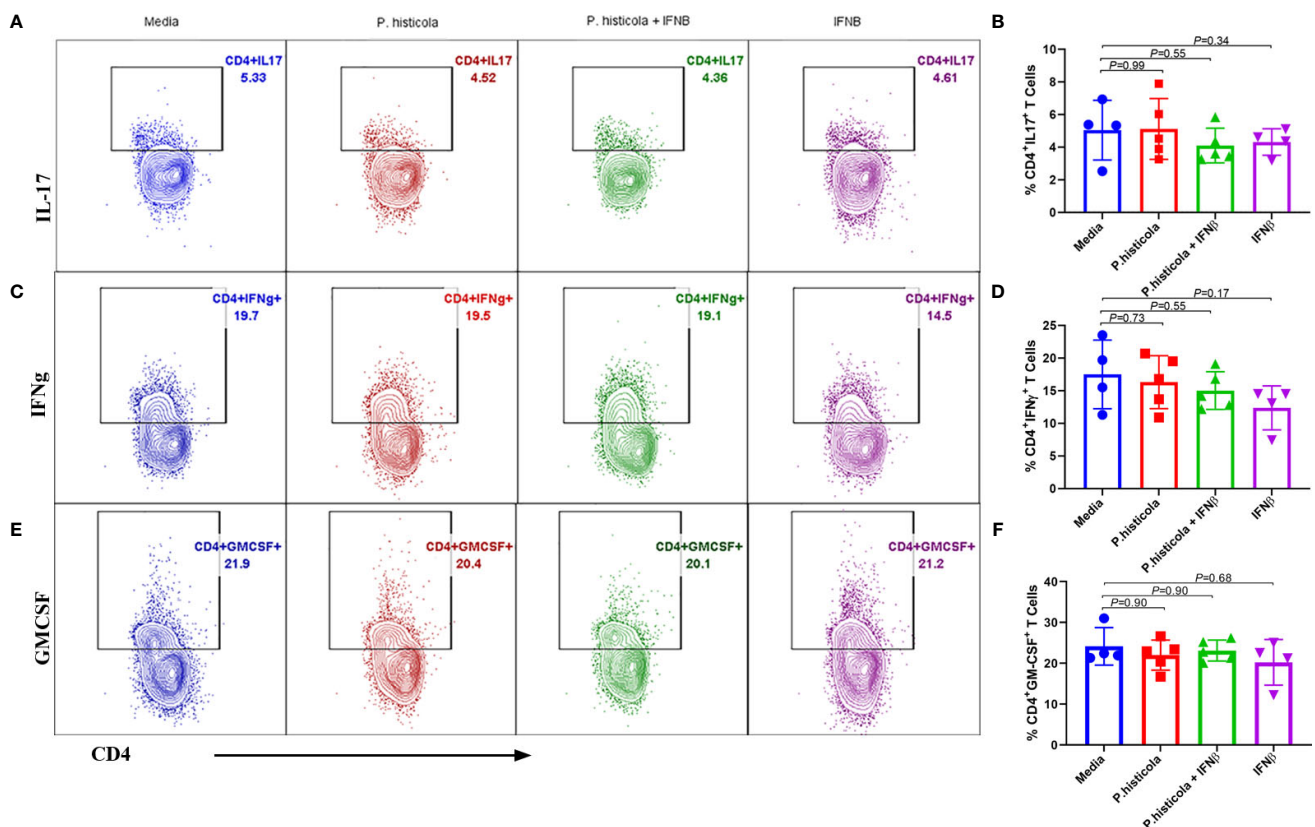 A
Media
P. histicola
P. histicola + IFNB
IFNB
IL-17
CD4+IL17
5.33
CD4+IL17
4.52
CD4+IL17
4.36
CD4+IL17
4.61
B
P=0.34
P=0.55
P=0.99
% CD4+IL17+ T Cells
10
8
6
4
2
0
Media
P.histicola
P.histicola + IFNβ
IFNβ
C
IFNg
CD4+IFNg+
19.7
CD4+IFNg+
19.5
CD4+IFNg+
19.1
CD4+IFNg+
14.5
D
P=0.17
P=0.55
P=0.73
% CD4+IFNγ+ T Cells
25
20
15
10
5
0
Media
P.histicola
P.histicola + IFNβ
IFNβ
E
GMCSF
CD4+GMCSF+
21.9
CD4+GMCSF+
20.4
CD4+GMCSF+
20.1
CD4+GMCSF+
21.2
CD4
F
P=0.68
P=0.90
P=0.90
% CD4+GM-CSF+ T Cells
40
30
20
10
0
Media
P.histicola
P.histicola + IFNβ
IFNβ